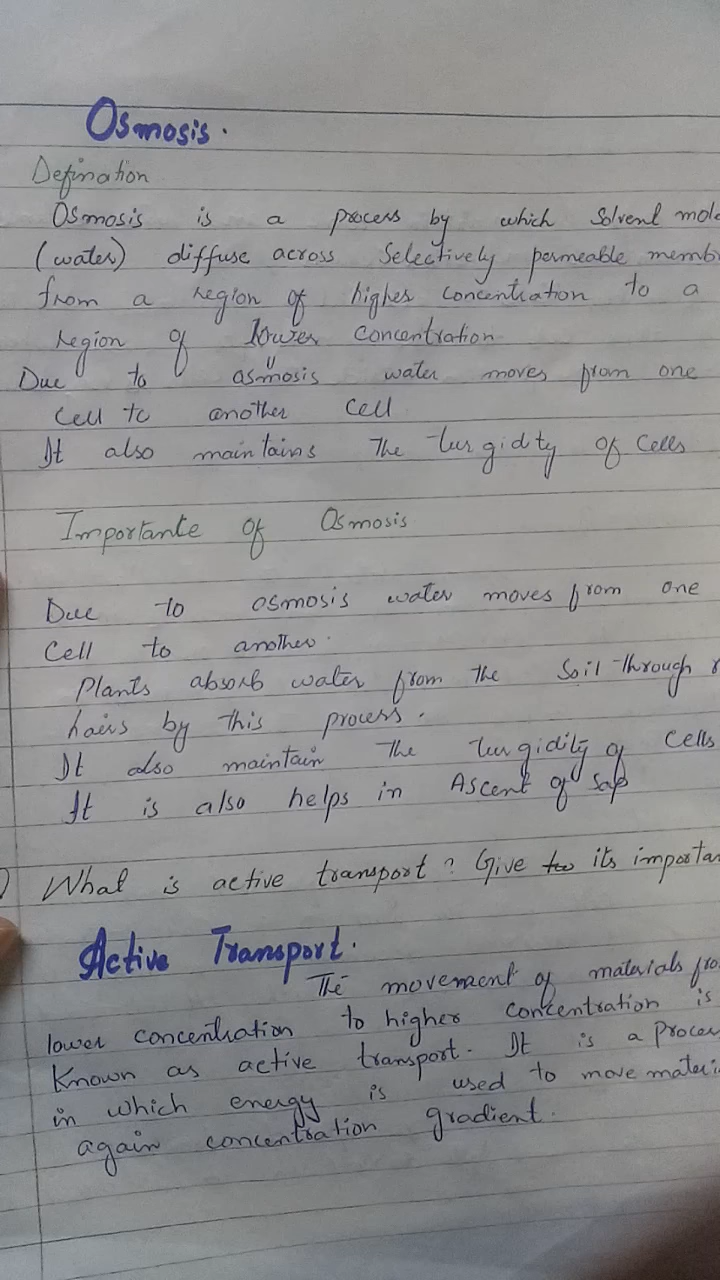 Osmosis.
Defination
Osmosis is a process by which Solvent mole
(water) diffuse across Selectively permeable membr
from a region of higher concentration to a
region of lower concentration
Due to osmosis water moves from one
cell to another cell
It also maintains The turgidity of cells
Importante of Osmosis
Due to osmosis water moves from one
Cell to another.
Plants absorb water from the Soil through r
hairs by this process.
It also maintain the turgidity of cells
It is also helps in Ascent of sap
) What is active transport? Give its importan
Active Transport.
The movement of materials fro
lower concentration to higher concentration is
Known as active transport. It is a proces
in which energy is used to move materi
again concentration gradient.